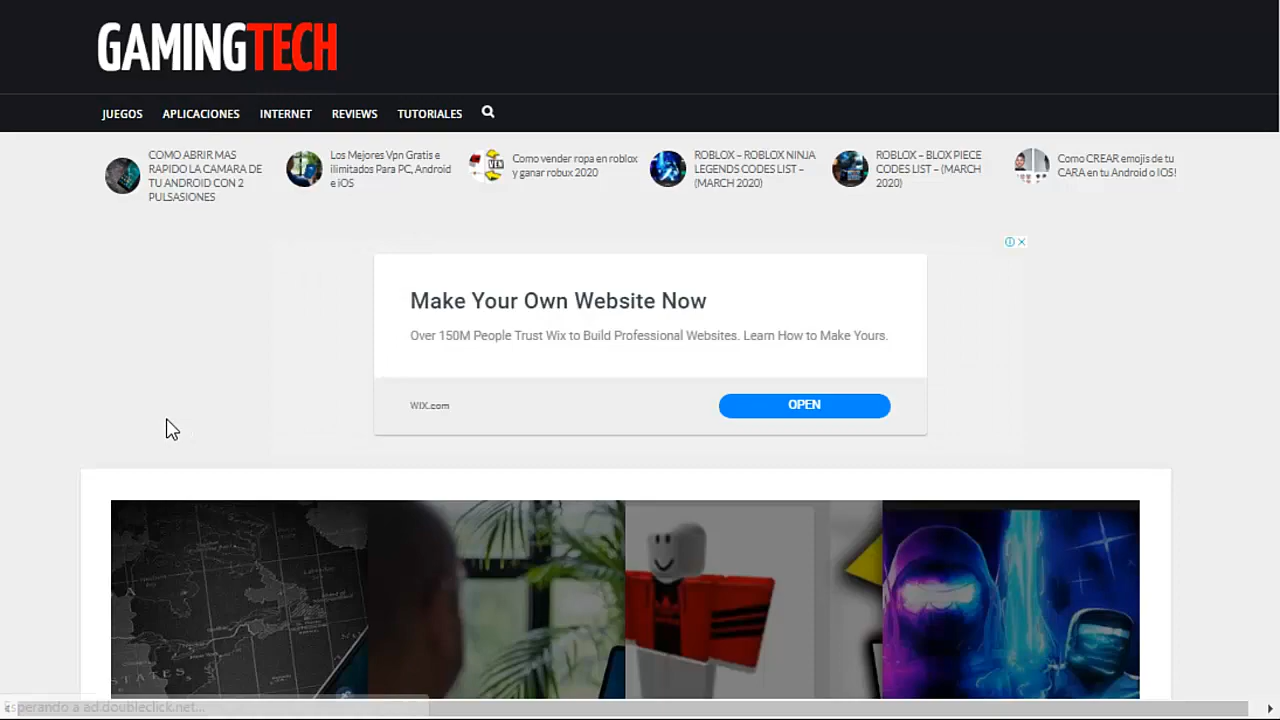 GAMINGTECH
JUEGOS APLICACIONES INTERNET REVIEWS TUTORIALES
COMO ABRIR MAS
RAPIDO LA CAMARA DE
TU ANDROID CON 2
PULSASIONES
Los Mejores Vpn Gratis e
ilimitados Para PC, Android
e iOS
Como vender ropa en roblox
y ganar robux 2020
ROBLOX – ROBLOX NINJA
LEGENDS CODES LIST –
(MARCH 2020)
ROBLOX – BLOX PIECE
CODES LIST – (MARCH
2020)
Como CREAR emojis de tu
CARA en tu Android o IOS!
Make Your Own Website Now
Over 150M People Trust Wix to Build Professional Websites. Learn How to Make Yours.
WIX.com
OPEN
esperando a ad.doubleclick.net...